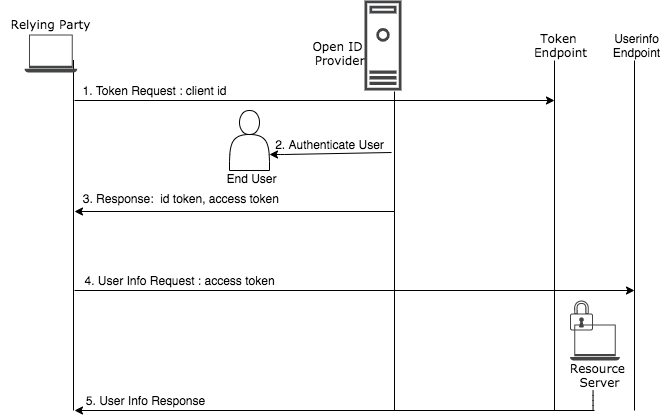 Relying Party
Open ID
Provider
Token
Endpoint
Userinfo
Endpoint
1. Token Request : client id
2. Authenticate User
End User
3. Response:  id token, access token
4. User Info Request : access token
Resource
Server
5. User Info Response